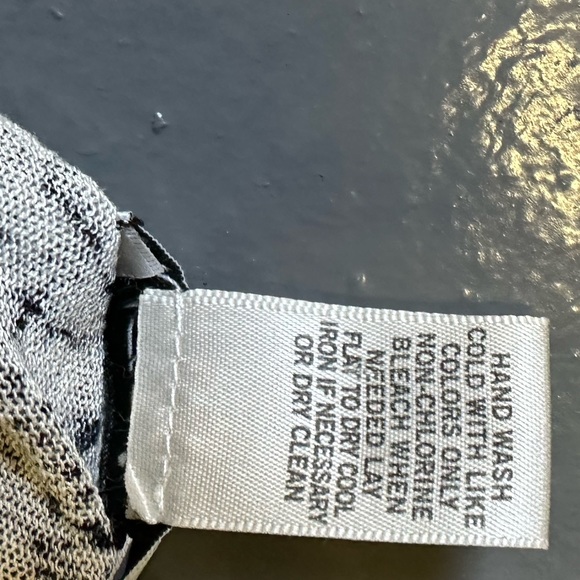 HAND WASH
COLD WITH LIKE
COLORS ONLY
NON-CHLORINE
BLEACH WHEN
NEEDED LAY
FLAT TO DRY COOL
IRON IF NECESSARY
OR DRY CLEAN